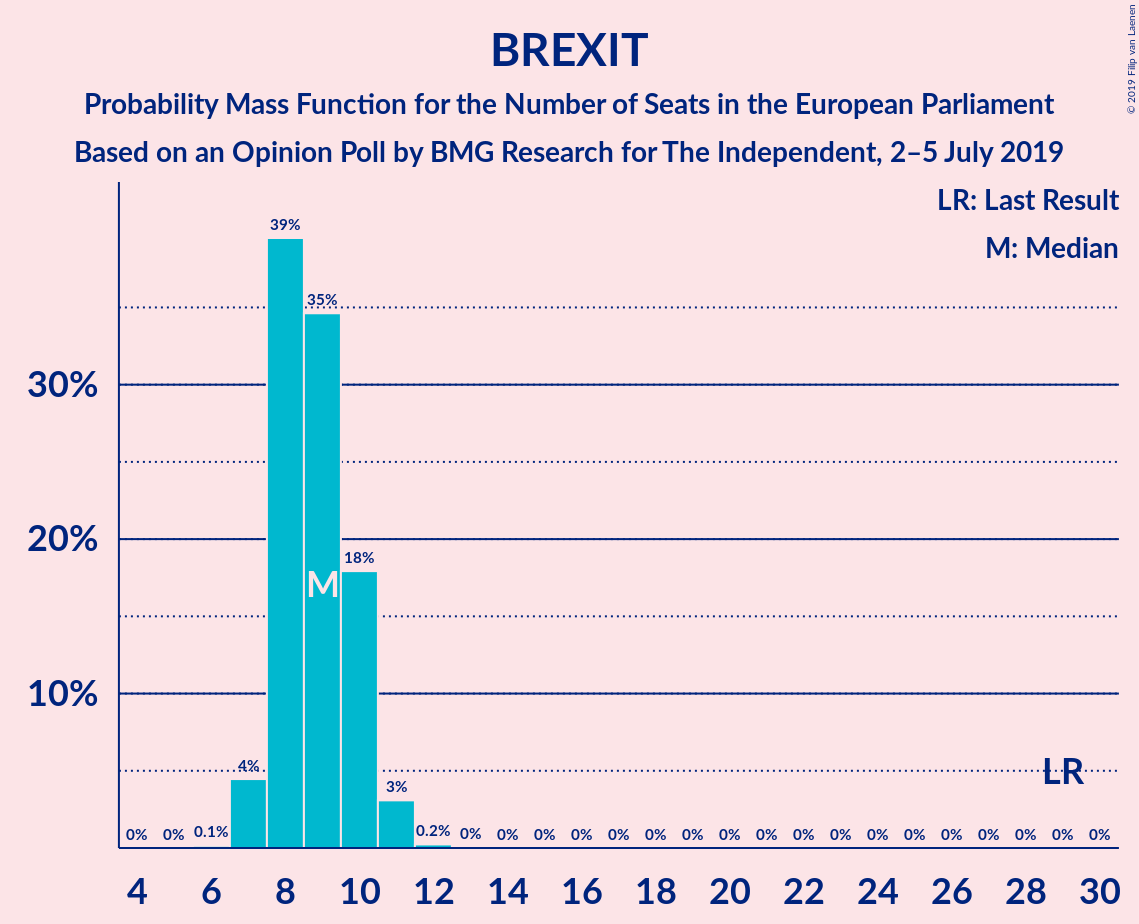 BREXIT
Probability Mass Function for the Number of Seats in the European Parliament
Based on an Opinion Poll by BMG Research for The Independent, 2–5 July 2019
© 2019 Filip van Laenen
LR: Last Result
M: Median
39%
35%
30%
20%
18%
M
10%
4%
LR
3%
0% 0% 0.1% 0.2% 0% 0% 0% 0% 0% 0% 0% 0% 0% 0% 0% 0% 0% 0% 0% 0% 0% 0%
4 6 8 10 12 14 16 18 20 22 24 26 28 30